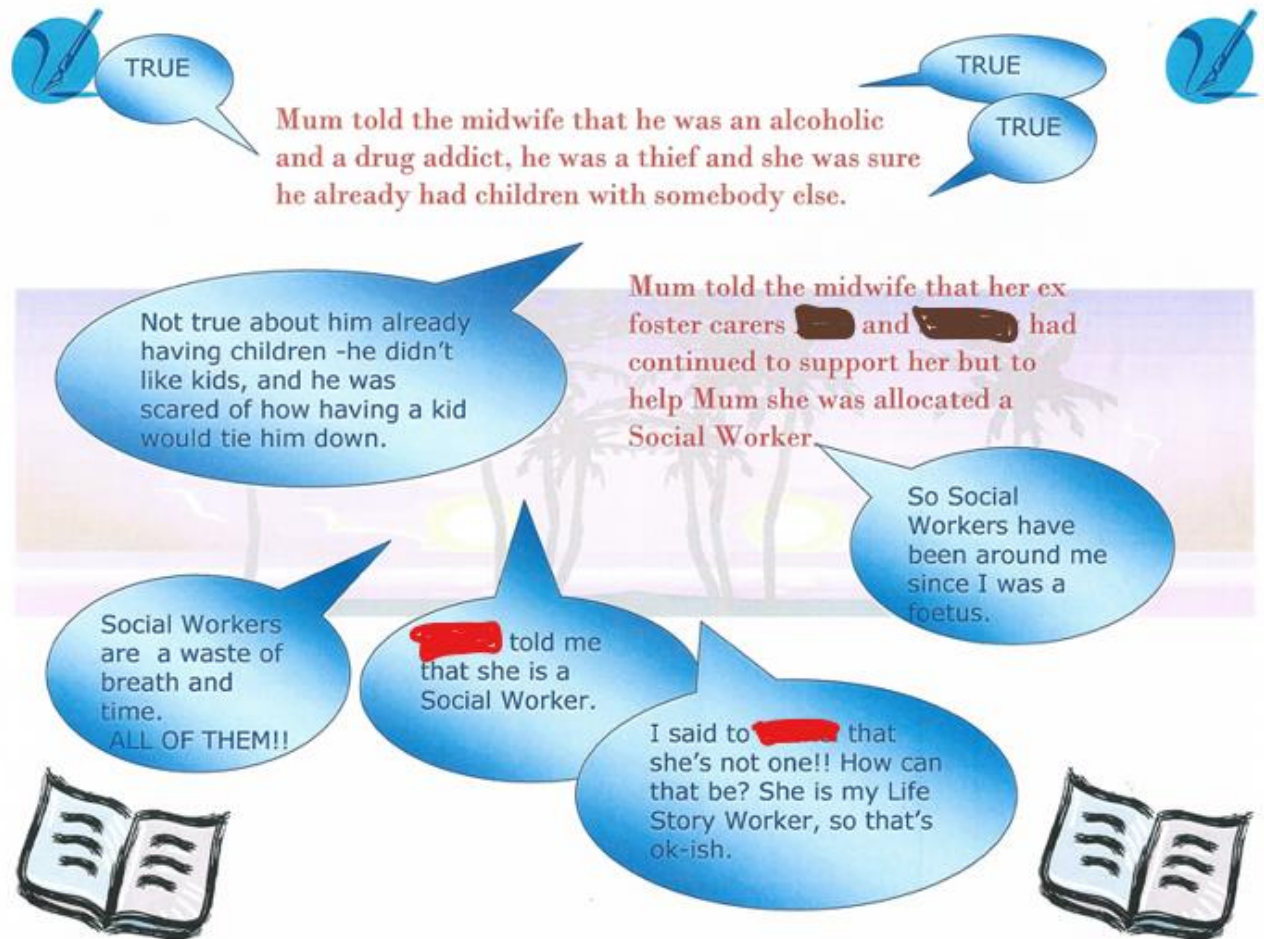 TRUE
TRUE
TRUE
Mum told the midwife that he was an alcoholic
and a drug addict, he was a thief and she was sure
he already had children with somebody else.
Not true about him already
having children -he didn't
like kids, and he was
scared of how having a kid
would tie him down.
Mum told the midwife that her ex
foster carers and had
continued to support her but to
help Mum she was allocated a
Social Worker.
So Social
Workers have
been around me
since I was a
foetus.
Social Workers
are a waste of
breath and
time.
ALL OF THEM!!
told me
that she is a
Social Worker.
I said to that
she's not one!! How can
that be? She is my Life
Story Worker, so that's
ok-ish.